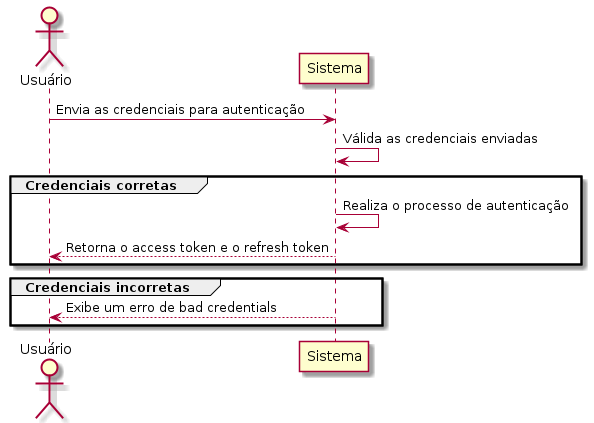 Usuário
Sistema
Envia as credenciais para autenticação
Válida as credenciais enviadas
Credenciais corretas
Realiza o processo de autenticação
Retorna o access token e o refresh token
Credenciais incorretas
Exibe um erro de bad credentials
Usuário
Sistema